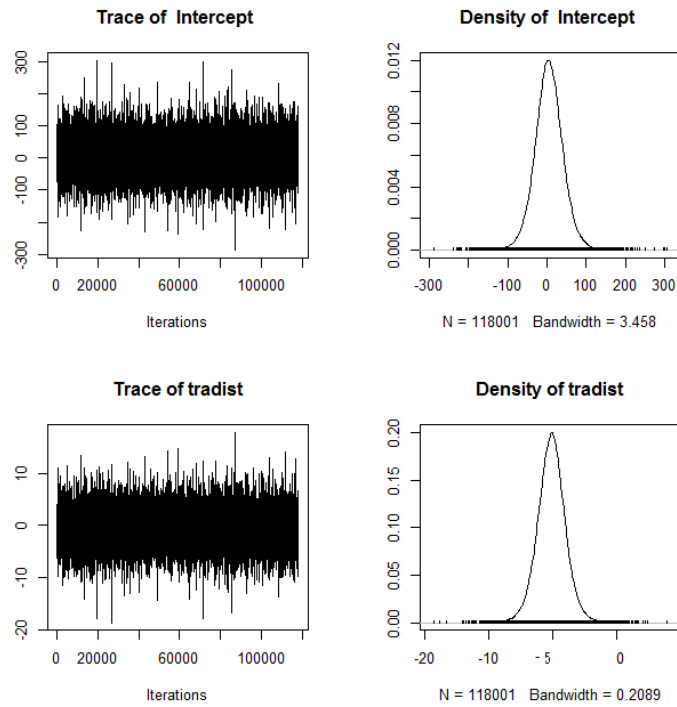 Trace of Intercept
300
100
0
-100
-300
0 20000 60000 100000
Iterations
Density of Intercept
0.012
0.008
0.004
0.000
-300 -100 0 100 200 300
N = 118001 Bandwidth = 3.458
Trace of tradist
10
0
-10
-20
0 20000 60000 100000
Iterations
Density of tradist
0.20
0.15
0.10
0.05
0.00
-20 -10 -5 0
N = 118001 Bandwidth = 0.2089